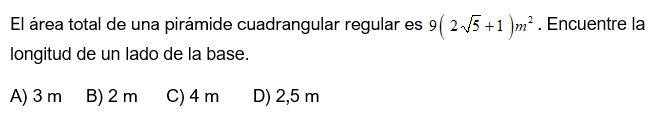 El área total de una pirámide cuadrangular regular es 9( 2√5 +1 )m² . Encuentre la
longitud de un lado de la base.
A) 3 m B) 2 m C) 4 m D) 2,5 m